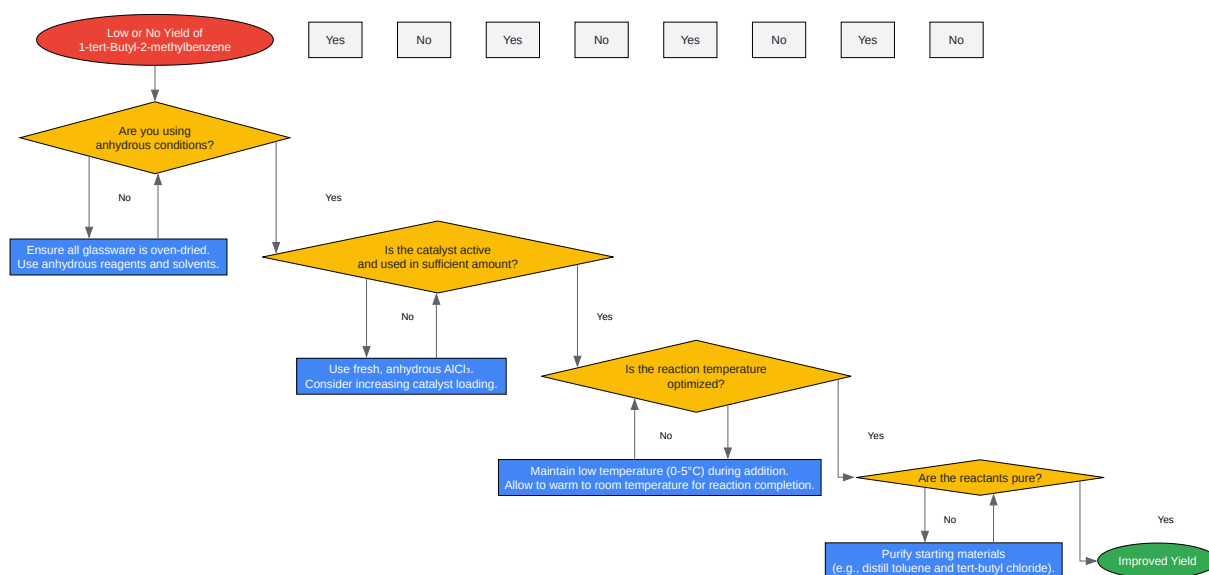 Low or No Yield of
1-tert-Butyl-2-methylbenzene
Yes
No
Yes
No
Yes
No
Yes
No
Are you using
anhydrous conditions?
No
Yes
Ensure all glassware is oven-dried.
Use anhydrous reagents and solvents.
Is the catalyst active
and used in sufficient amount?
No
Yes
Use fresh, anhydrous AlCl₃.
Consider increasing catalyst loading.
Is the reaction temperature
optimized?
No
Yes
Maintain low temperature (0-5°C) during addition.
Allow to warm to room temperature for reaction completion.
Are the reactants pure?
No
Yes
Purify starting materials
(e.g., distill toluene and tert-butyl chloride).
Improved Yield